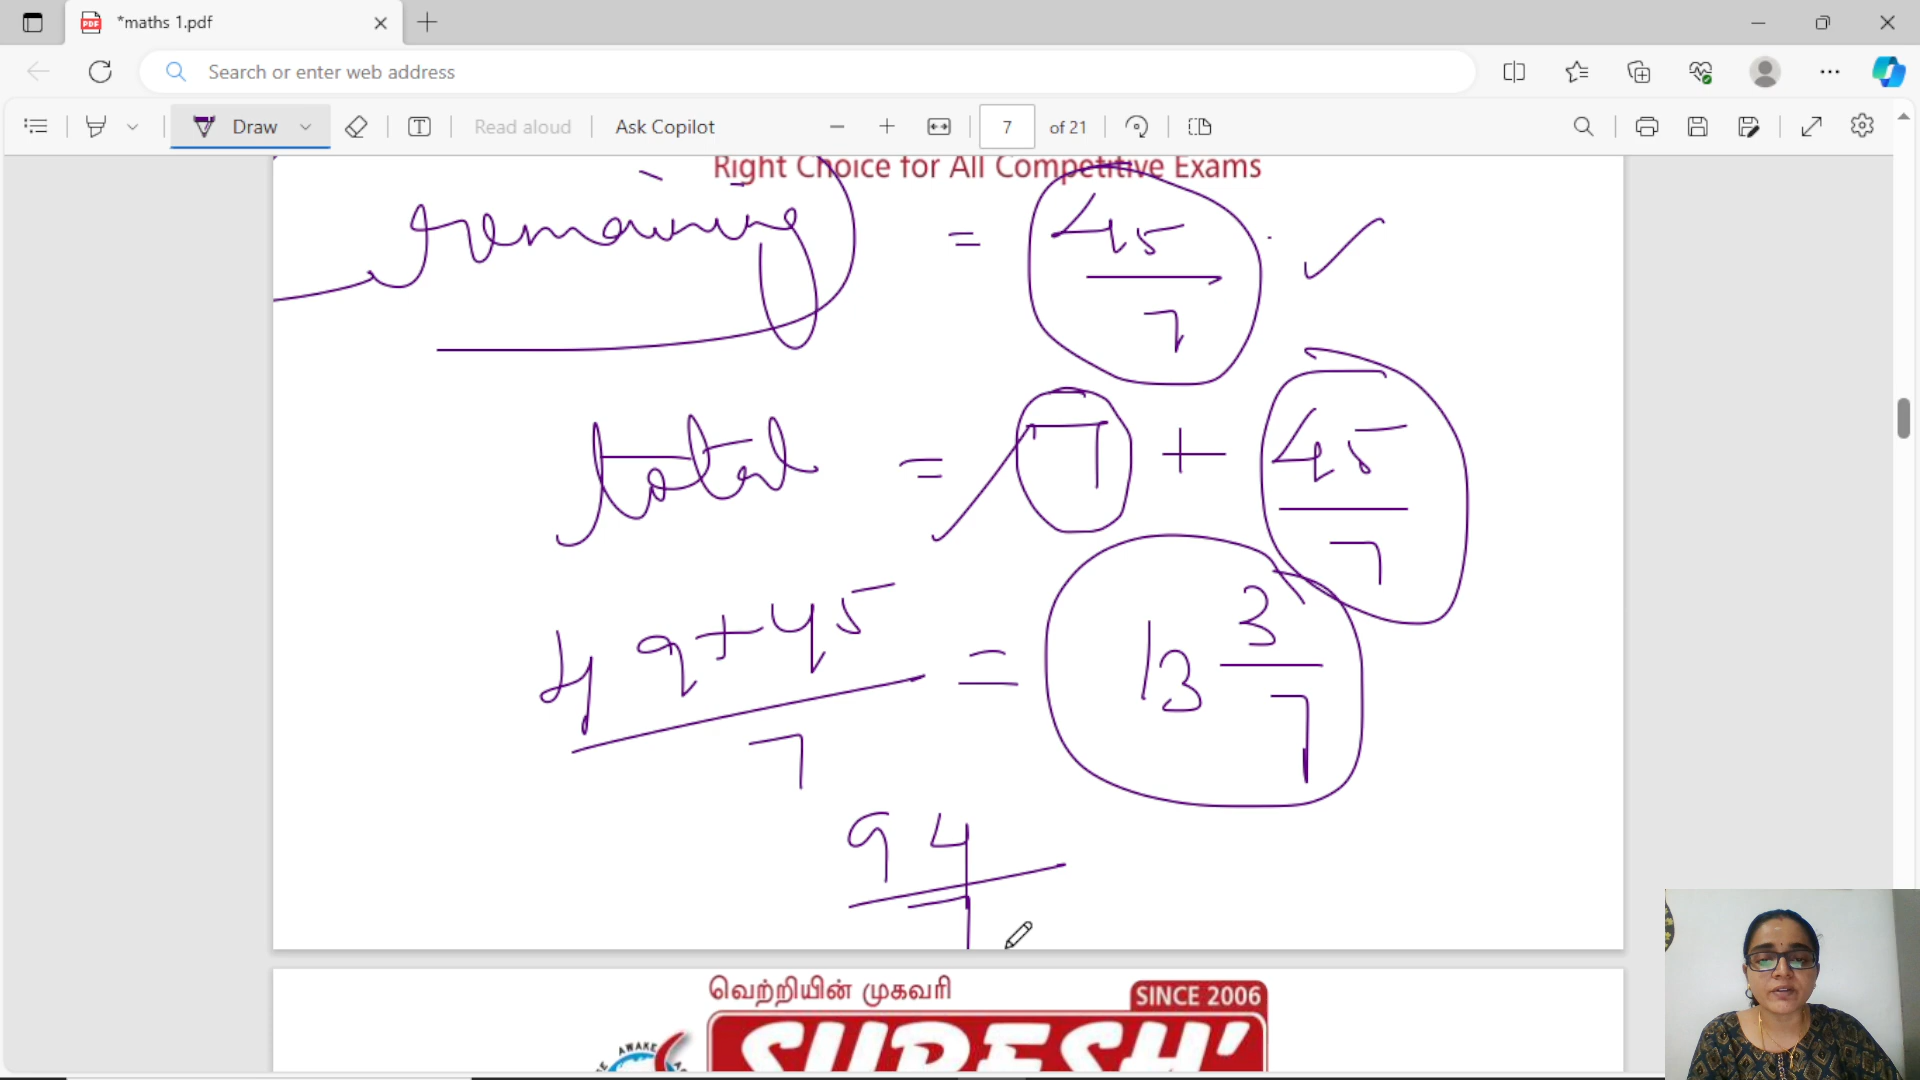 *maths 1.pdf
Search or enter web address
Draw
Read aloud
Ask Copilot
7 of 21
Right Choice for All Competitive Exams
remaining = 45/7
total = 7 + 45/7
49+45/7 = 13 3/7
94/7
வெற்றியின் முகவரி
SINCE 2006
AWAKE
SURESH'